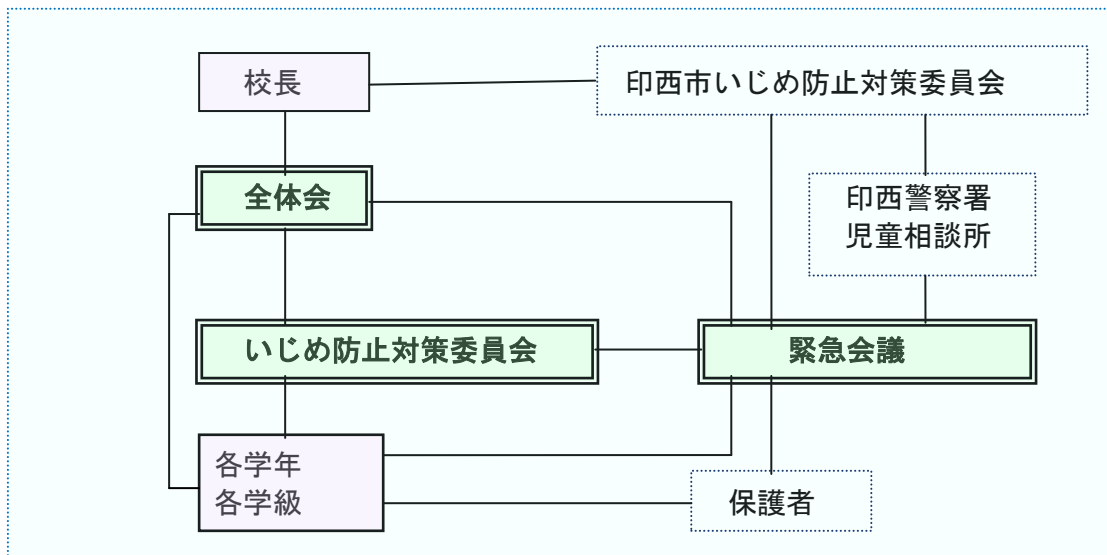 校長
印西市いじめ防止対策委員会
全体会
印西警察署
児童相談所
いじめ防止対策委員会
緊急会議
各学年
各学級
保護者